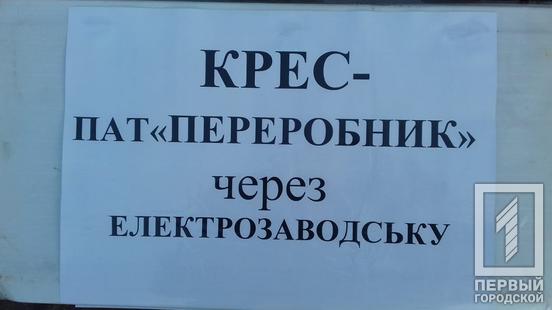 КРЕС-
ПАТ«ПЕРЕРОБНИК»
через
ЕЛЕКТРОЗАВОДСЬКУ
1
ПЕРВЫЙ
ГОРОДСКОЙ